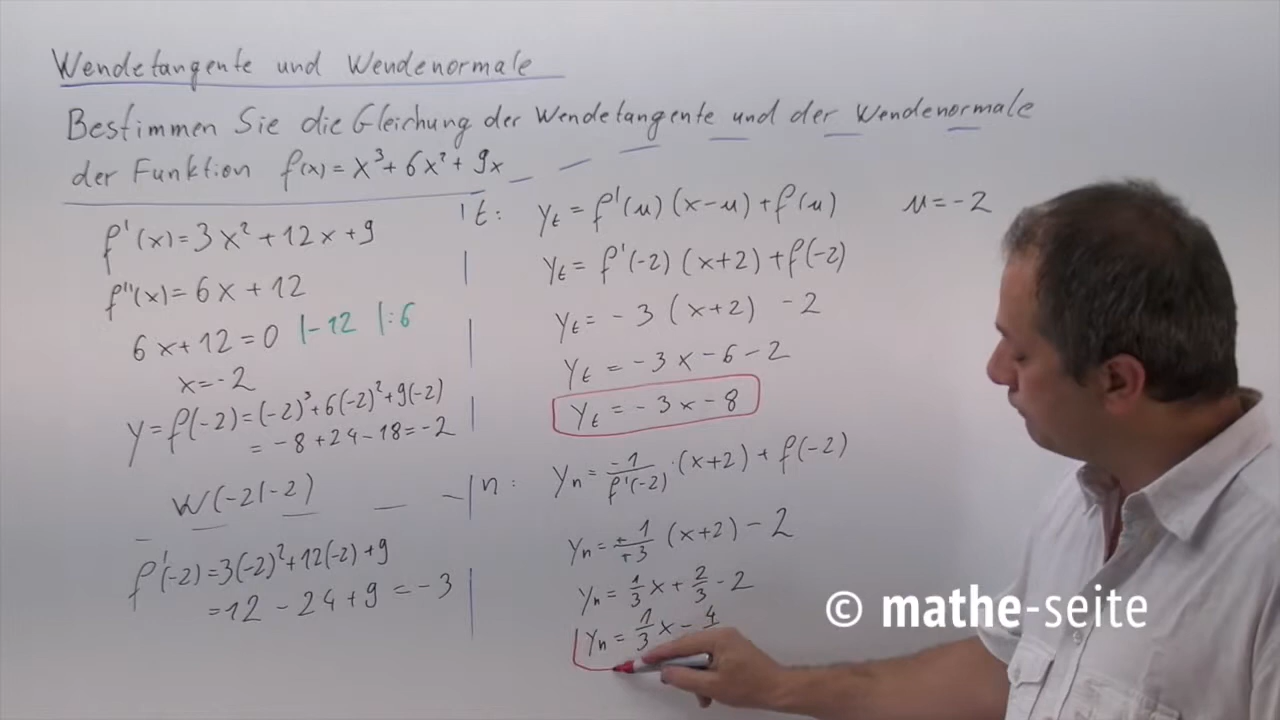 Wendetangente und Wendenormale
Bestimmen Sie die Gleichung der Wendetangente und der Wendenormale
der Funktion f(x) = x³ + 6x² + 9x
f'(x) = 3x² + 12x + 9
f''(x) = 6x + 12
6x + 12 = 0 |-12 |:6
x = -2
y = f(-2) = (-2)³ + 6(-2)² + 9(-2)
= -8 + 24 - 18 = -2
W(-2|-2)
f'(-2) = 3(-2)² + 12(-2) + 9
= 12 - 24 + 9 = -3
t: yₜ = f'(u) (x-u) + f(u) u = -2
yₜ = f'(-2) (x+2) + f(-2)
yₜ = -3 (x+2) - 2
yₜ = -3x - 6 - 2
yₜ = -3x - 8
n: yₙ = -1/f'(-2) · (x+2) + f(-2)
yₙ = +1/+3 (x+2) - 2
yₙ = 1/3 x + 2/3 - 2
yₙ = 1/3 x - 4
© mathe-seite